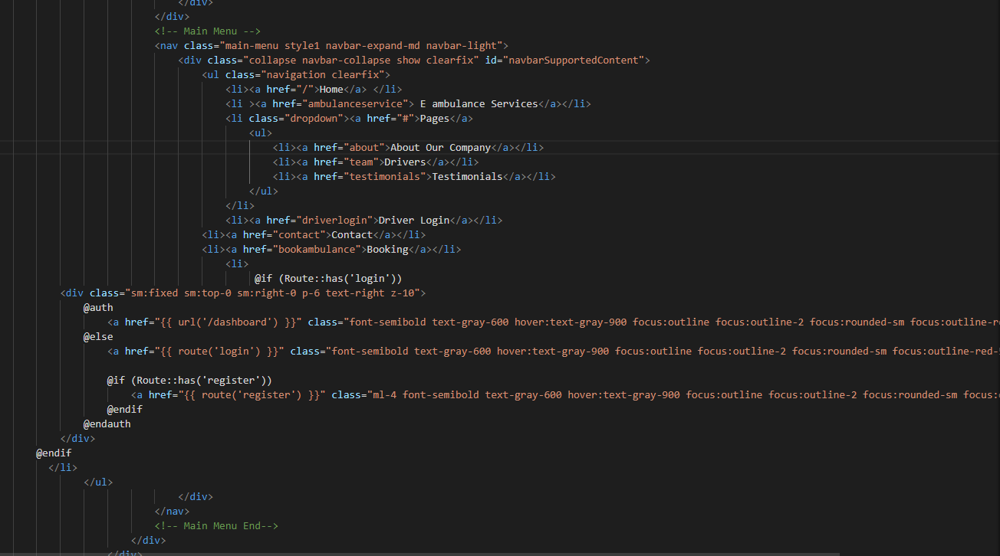 </div>
</div>
<!-- Main Menu -->
<nav class="main-menu style1 navbar-expand-md navbar-light">
<div class="collapse navbar-collapse show clearfix" id="navbarSupportedContent">
<ul class="navigation clearfix">
<li><a href="/">Home</a> </li>
<li ><a href="ambulanceservice"> E ambulance Services</a></li>
<li class="dropdown"><a href="#">Pages</a>
<ul>
<li><a href="about">About Our Company</a></li>
<li><a href="team">Drivers</a></li>
<li><a href="testimonials">Testimonials</a></li>
</ul>
</li>
<li><a href="driverlogin">Driver Login</a></li>
<li><a href="contact">Contact</a></li>
<li><a href="bookambulance">Booking</a></li>
<li>
@if (Route::has('login'))
<div class="sm:fixed sm:top-0 sm:right-0 p-6 text-right z-10">
@auth
<a href="{{ url('/dashboard') }}" class="font-semibold text-gray-600 hover:text-gray-900 focus:outline focus:outline-2 focus:rounded-sm focus:outline-r
@else
<a href="{{ route('login') }}" class="font-semibold text-gray-600 hover:text-gray-900 focus:outline focus:outline-2 focus:rounded-sm focus:outline-red-
@if (Route::has('register'))
<a href="{{ route('register') }}" class="ml-4 font-semibold text-gray-600 hover:text-gray-900 focus:outline focus:outline-2 focus:rounded-sm focus:
@endif
@endauth
</div>
@endif
</li>
</ul>
</div>
</nav>
<!-- Main Menu End-->
</div>
</div>